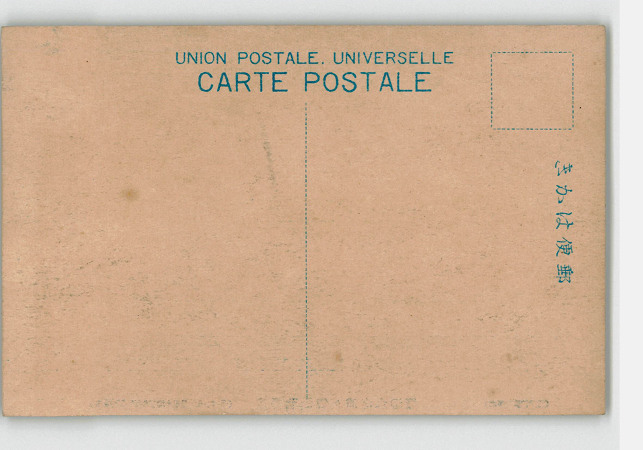 UNION POSTALE. UNIVERSELLE
CARTE POSTALE
郵便はかき